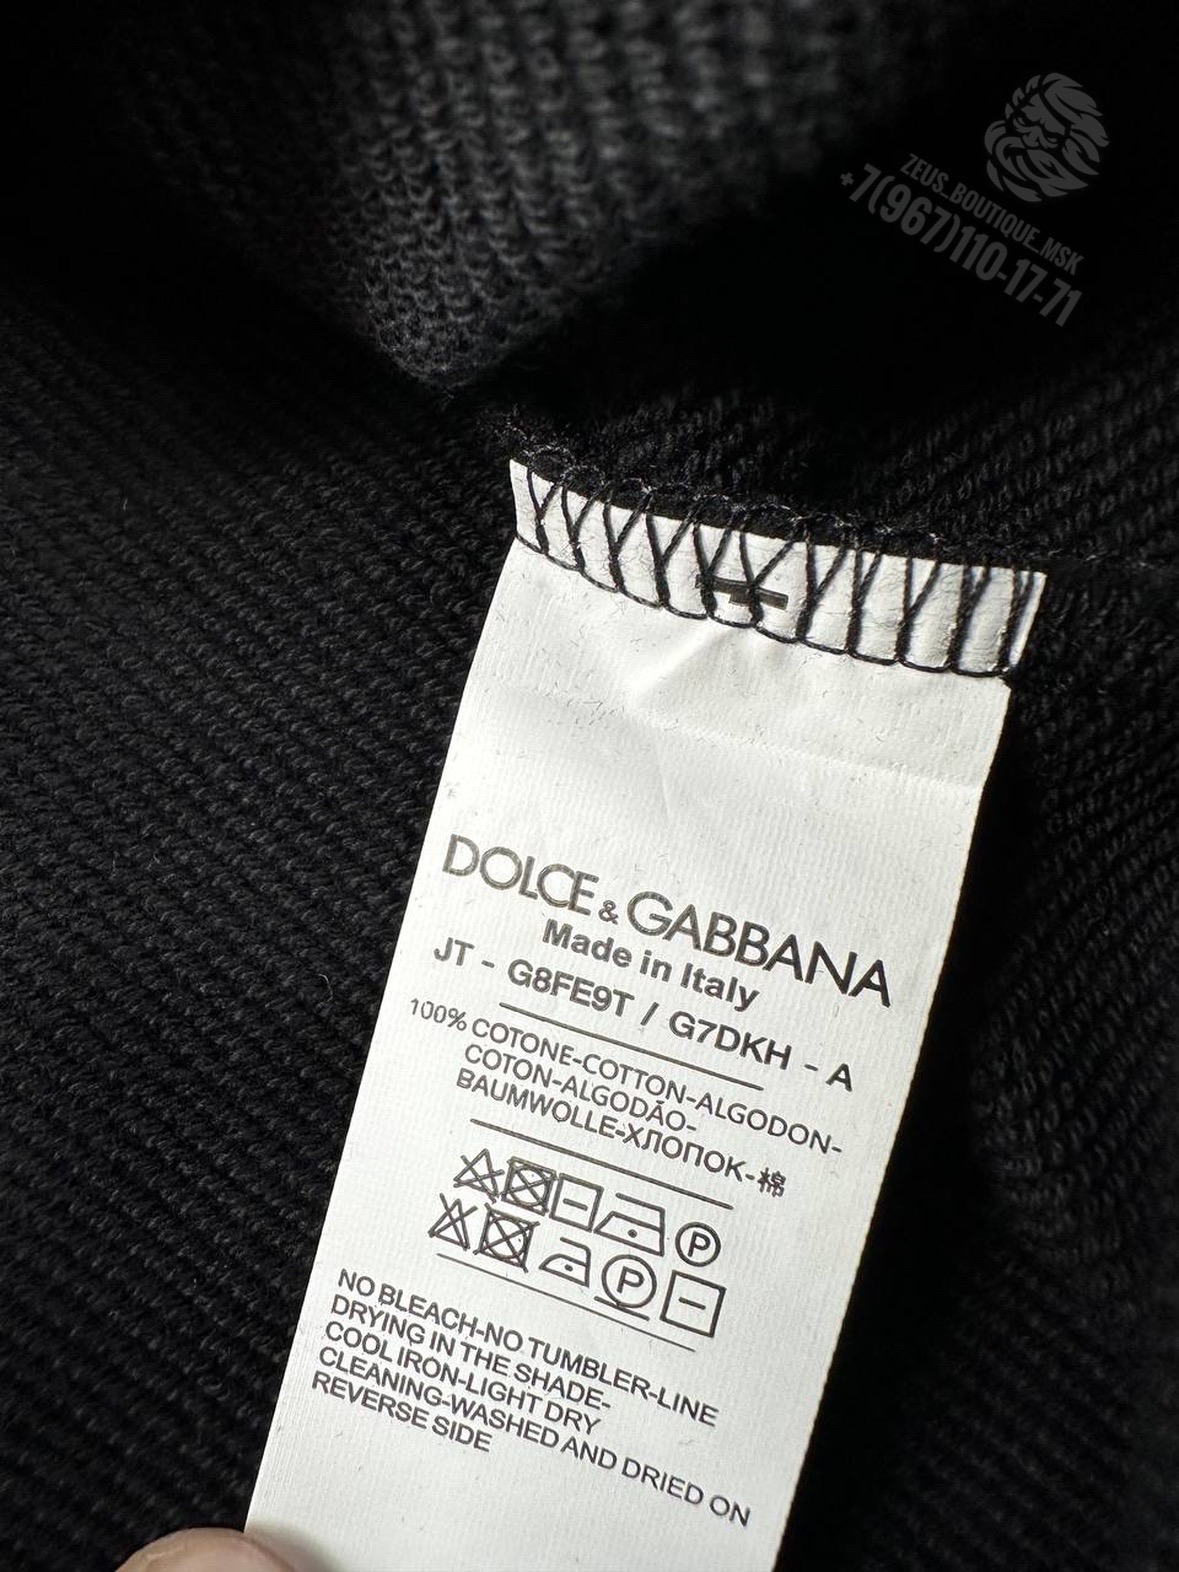 ZEUS_BOUTIQUE_MSK
+7(967)110-17-71
DOLCE & GABBANA
Made in Italy
JT - G8FE9T / G7DKH - A
100% COTONE-COTTON-ALGODON-
COTON-ALGODÃO-
BAUMWOLLE-ХЛОПОК-棉
P
P
NO BLEACH-NO TUMBLER-LINE
DRYING IN THE SHADE-
COOL IRON-LIGHT DRY
CLEANING-WASHED AND DRIED ON
REVERSE SIDE